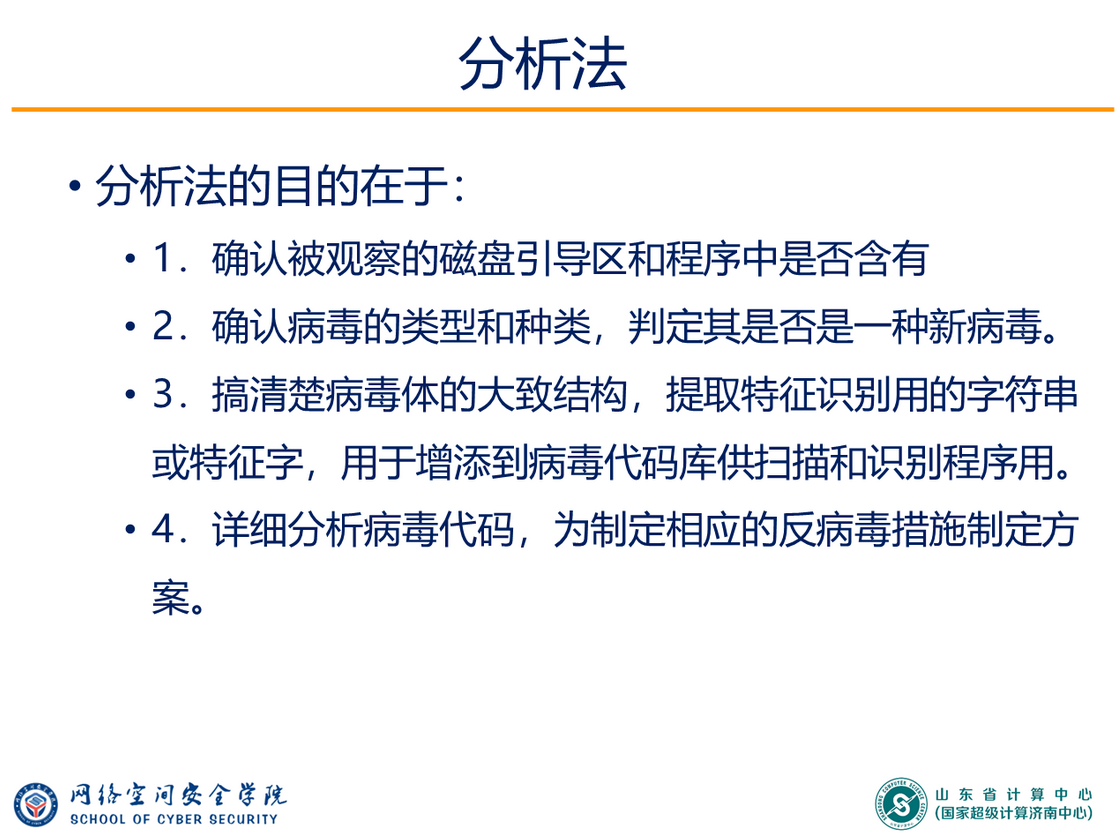 分析法
• 分析法的目的在于：
• 1．确认被观察的磁盘引导区和程序中是否含有
• 2．确认病毒的类型和种类，判定其是否是一种新病毒。
• 3．搞清楚病毒体的大致结构，提取特征识别用的字符串
或特征字，用于增添到病毒代码库供扫描和识别程序用。
• 4．详细分析病毒代码，为制定相应的反病毒措施制定方
案。
网络空间安全学院
SCHOOL OF CYBER SECURITY
山东省计算中心
(国家超级计算济南中心)